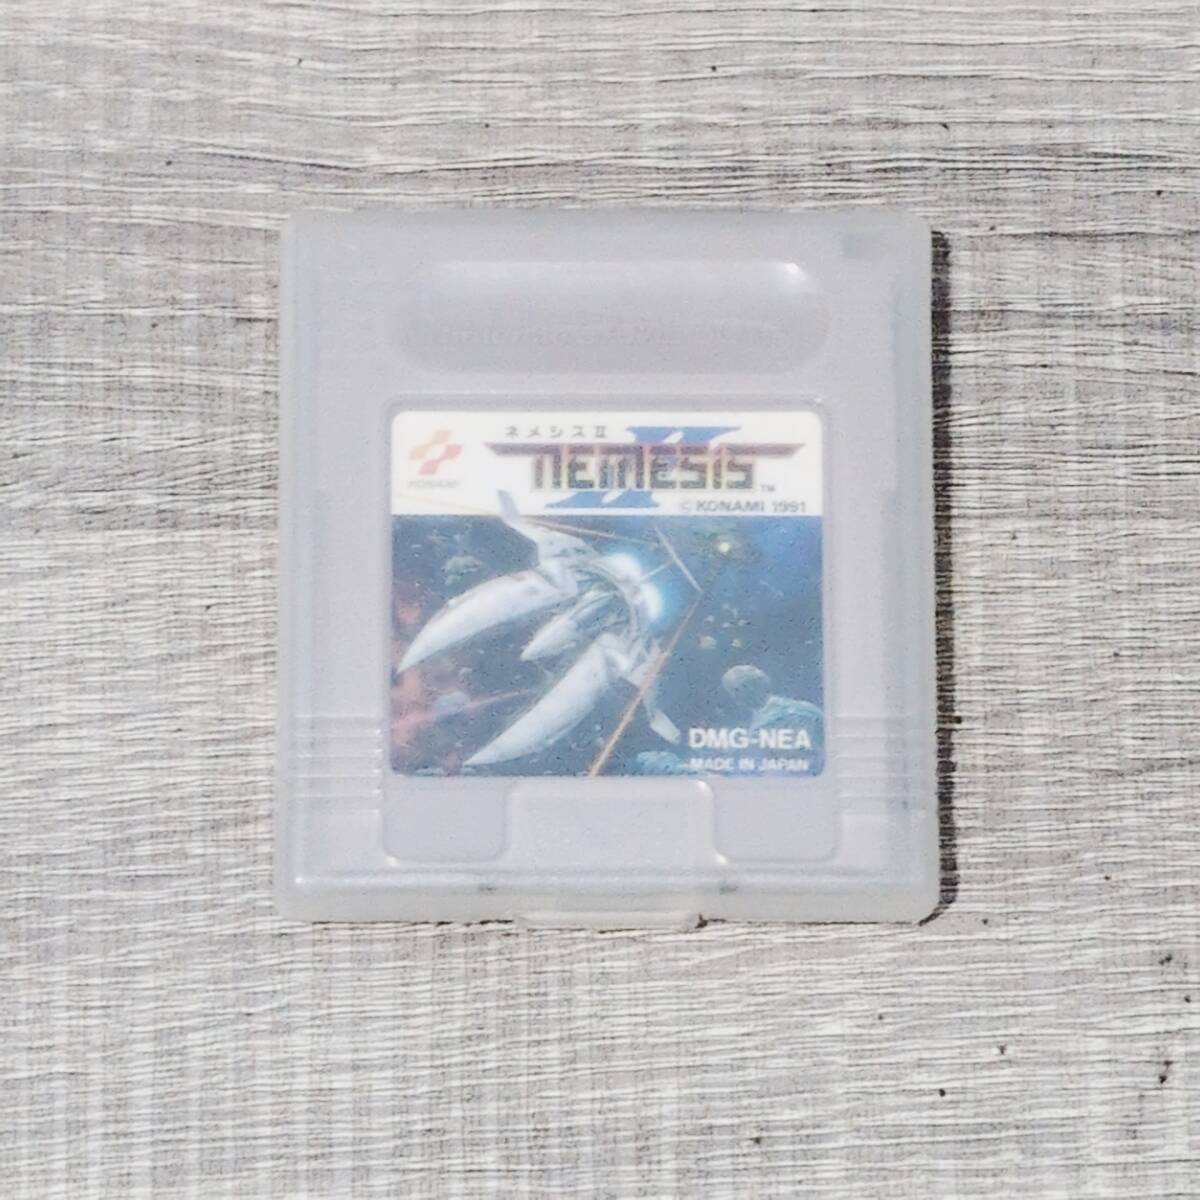 ネメシスII
KONAMI
NEMESIS II ™
©KONAMI 1991
DMG-NEA
MADE IN JAPAN